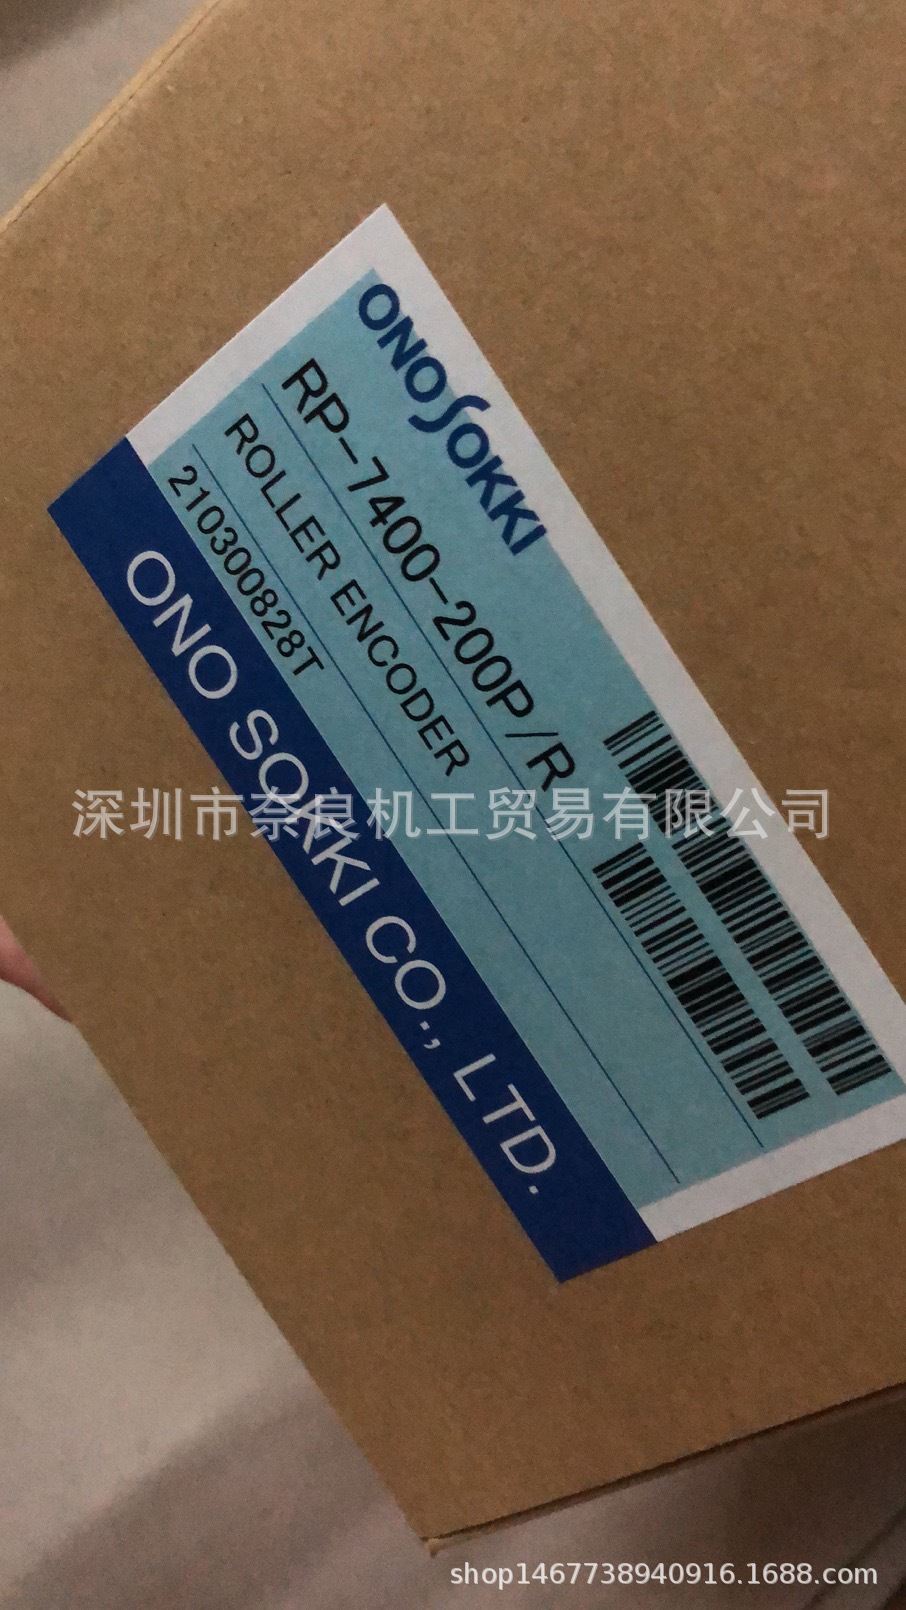 ONO SOKKI
RP-7400-200P/R
ROLLER ENCODER
210300828T
ONO SOKKI CO., LTD.
深圳市奈良机工贸易有限公司
shop1467738940916.1688.com